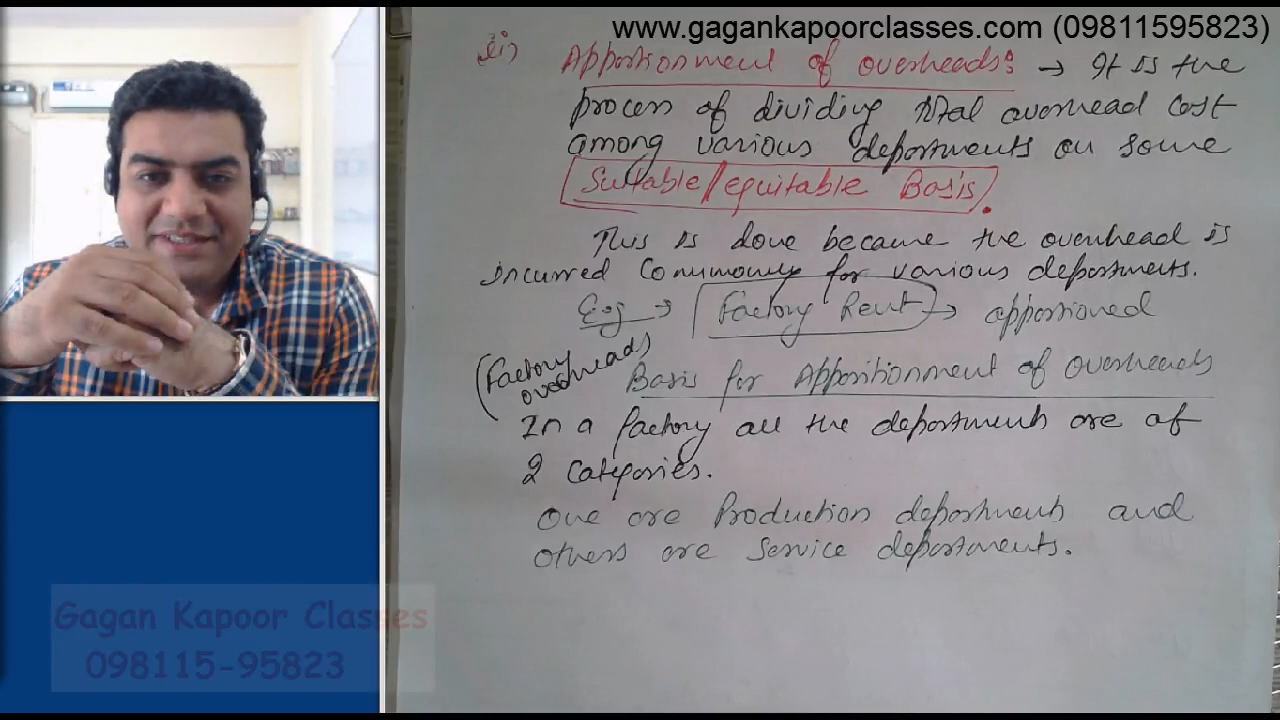 www.gagankapoorclasses.com (09811595823)
ii) Apportionment of overheads: → It is the
process of dividing total overhead cost
among various departments on some
Suitable/equitable Basis.
This is done because the overhead is
incurred commonly for various departments.
E.g → Factory Rent → apportioned
(Factory overheads)
Basis for Apportionment of overheads
In a factory all the departments are of
2 categories.
One are Production departments and
others are service departments.
Gagan Kapoor Classes
098115-95823